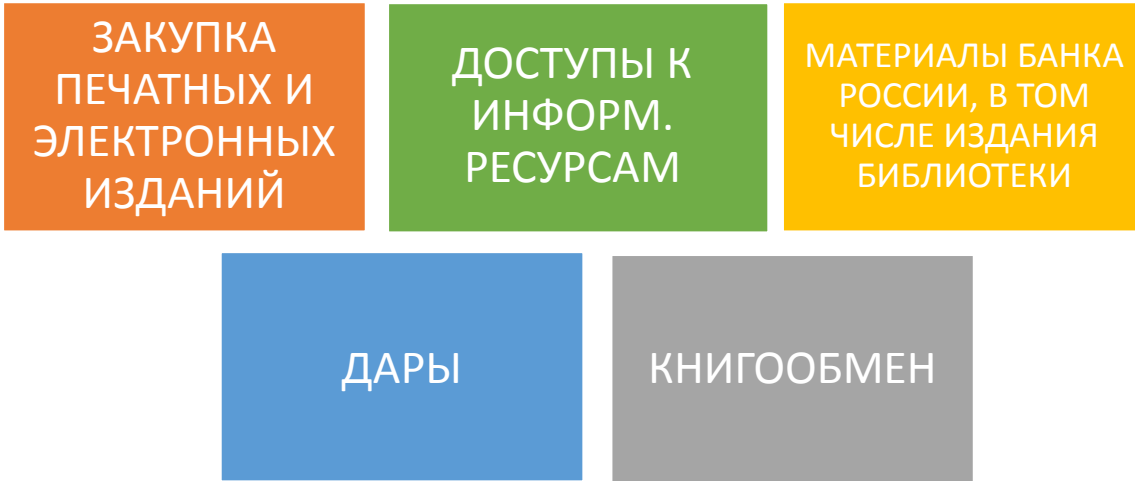 ЗАКУПКА
ПЕЧАТНЫХ И
ЭЛЕКТРОННЫХ
ИЗДАНИЙ
ДОСТУПЫ К
ИНФОРМ.
РЕСУРСАМ
МАТЕРИАЛЫ БАНКА
РОССИИ, В ТОМ
ЧИСЛЕ ИЗДАНИЯ
БИБЛИОТЕКИ
ДАРЫ
КНИГООБМЕН